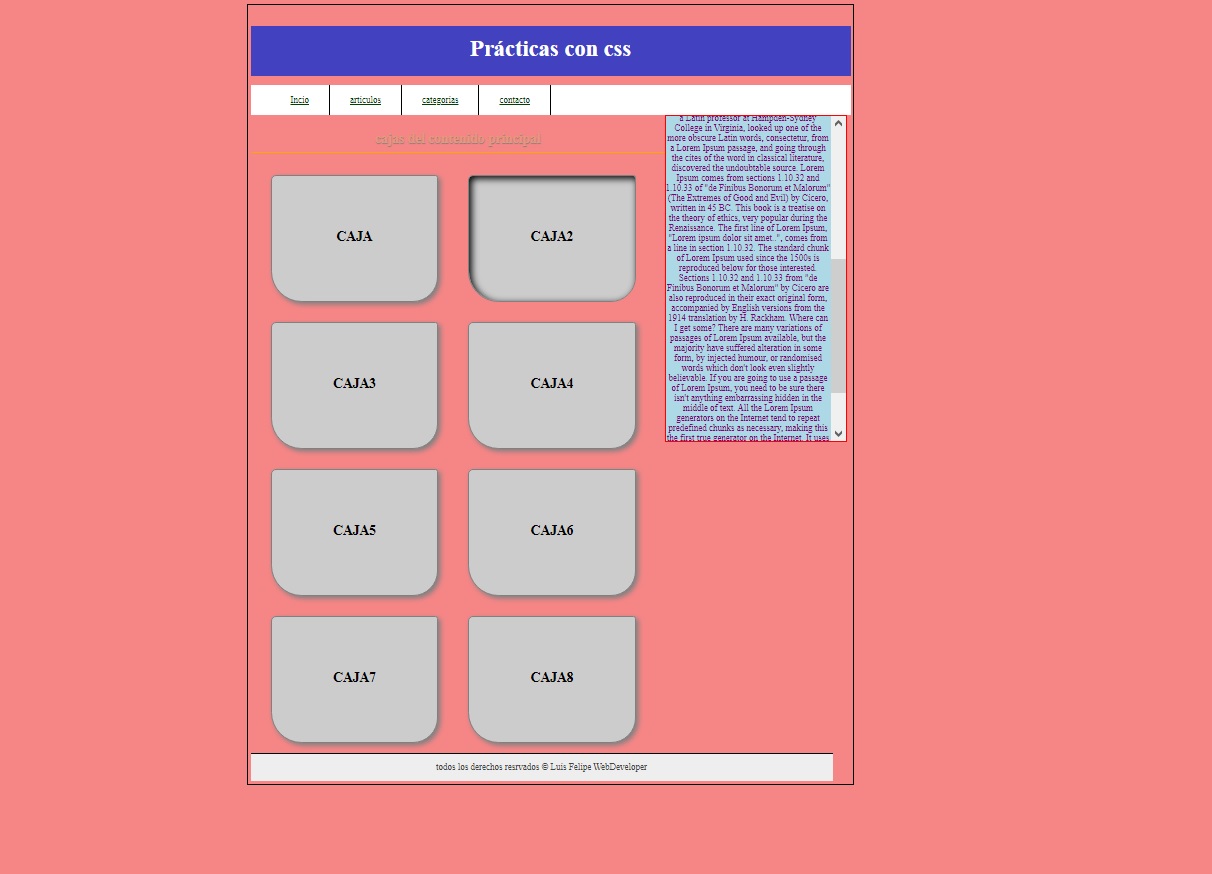 Prácticas con css
Incio
articulos
categorias
contacto
cajas del contenido principal
CAJA
CAJA2
CAJA3
CAJA4
CAJA5
CAJA6
CAJA7
CAJA8
a Latin professor at Hampden-Sydney
College in Virginia, looked up one of the
more obscure Latin words, consectetur, from
a Lorem Ipsum passage, and going through
the cites of the word in classical literature,
discovered the undoubtable source. Lorem
Ipsum comes from sections 1.10.32 and
1.10.33 of "de Finibus Bonorum et Malorum"
(The Extremes of Good and Evil) by Cicero,
written in 45 BC. This book is a treatise on
the theory of ethics, very popular during the
Renaissance. The first line of Lorem Ipsum,
"Lorem ipsum dolor sit amet..", comes from
a line in section 1.10.32. The standard chunk
of Lorem Ipsum used since the 1500s is
reproduced below for those interested.
Sections 1.10.32 and 1.10.33 from "de
Finibus Bonorum et Malorum" by Cicero are
also reproduced in their exact original form,
accompanied by English versions from the
1914 translation by H. Rackham. Where can
I get some? There are many variations of
passages of Lorem Ipsum available, but the
majority have suffered alteration in some
form, by injected humour, or randomised
words which don't look even slightly
believable. If you are going to use a passage
of Lorem Ipsum, you need to be sure there
isn't anything embarrassing hidden in the
middle of text. All the Lorem Ipsum
generators on the Internet tend to repeat
predefined chunks as necessary, making this
the first true generator on the Internet. It uses
todos los derechos resrvados © Luis Felipe WebDeveloper